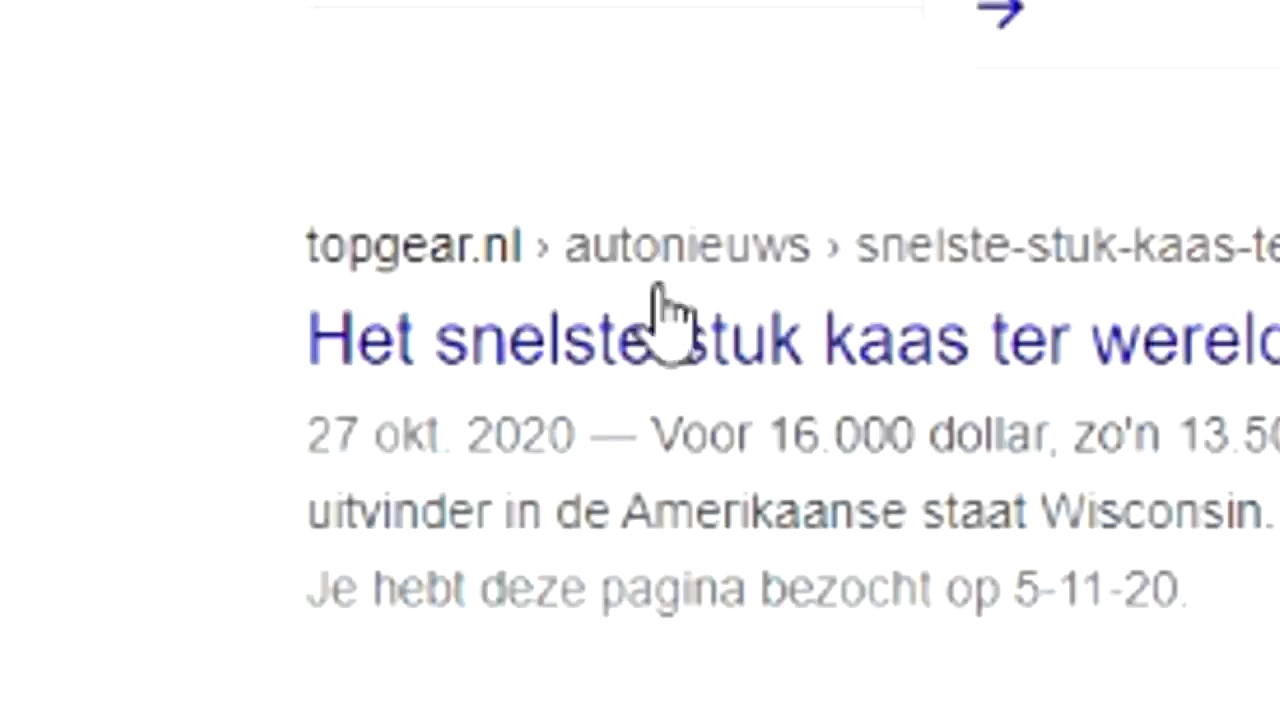 topgear.nl › autonieuws › snelste-stuk-kaas-te
Het snelste stuk kaas ter wereld
27 okt. 2020 — Voor 16.000 dollar, zo'n 13.50
uitvinder in de Amerikaanse staat Wisconsin.
Je hebt deze pagina bezocht op 5-11-20.